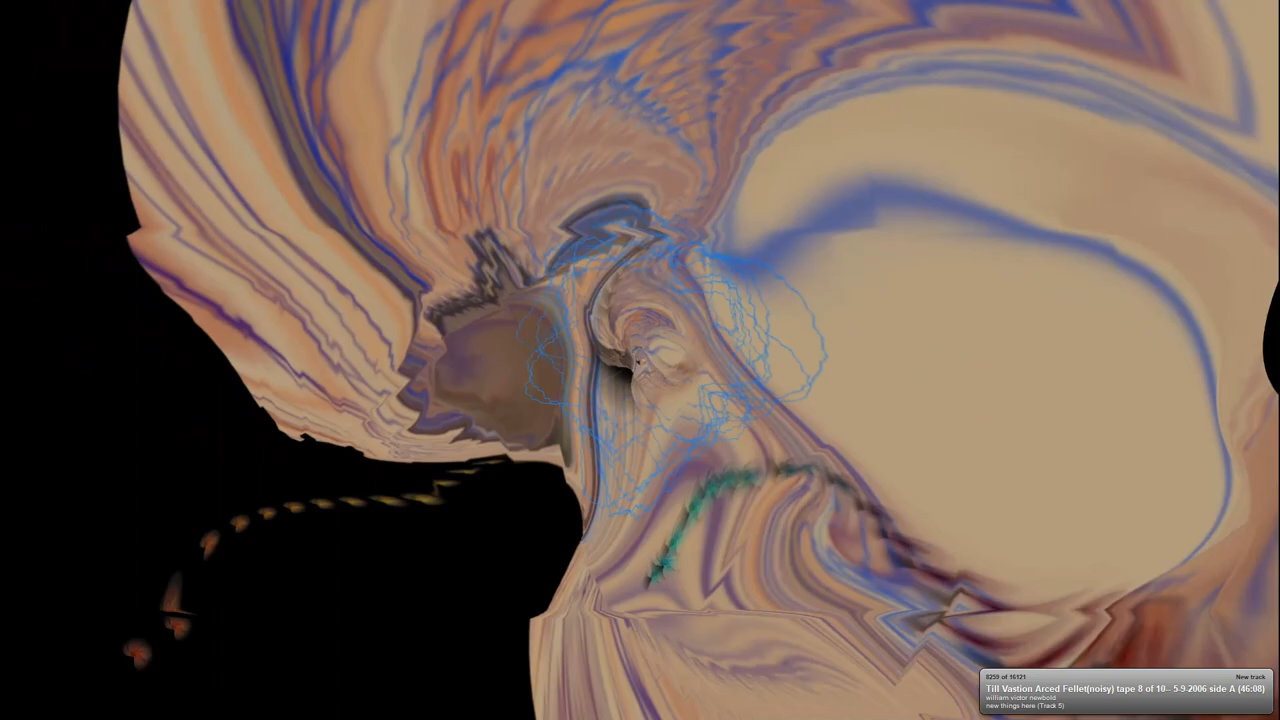 8259 of 16121 New track
Till Vastion Arced Fellet(noisy) tape 8 of 10-- 5-9-2006 side A (46:08)
william victor newbold
new things here (Track 5)